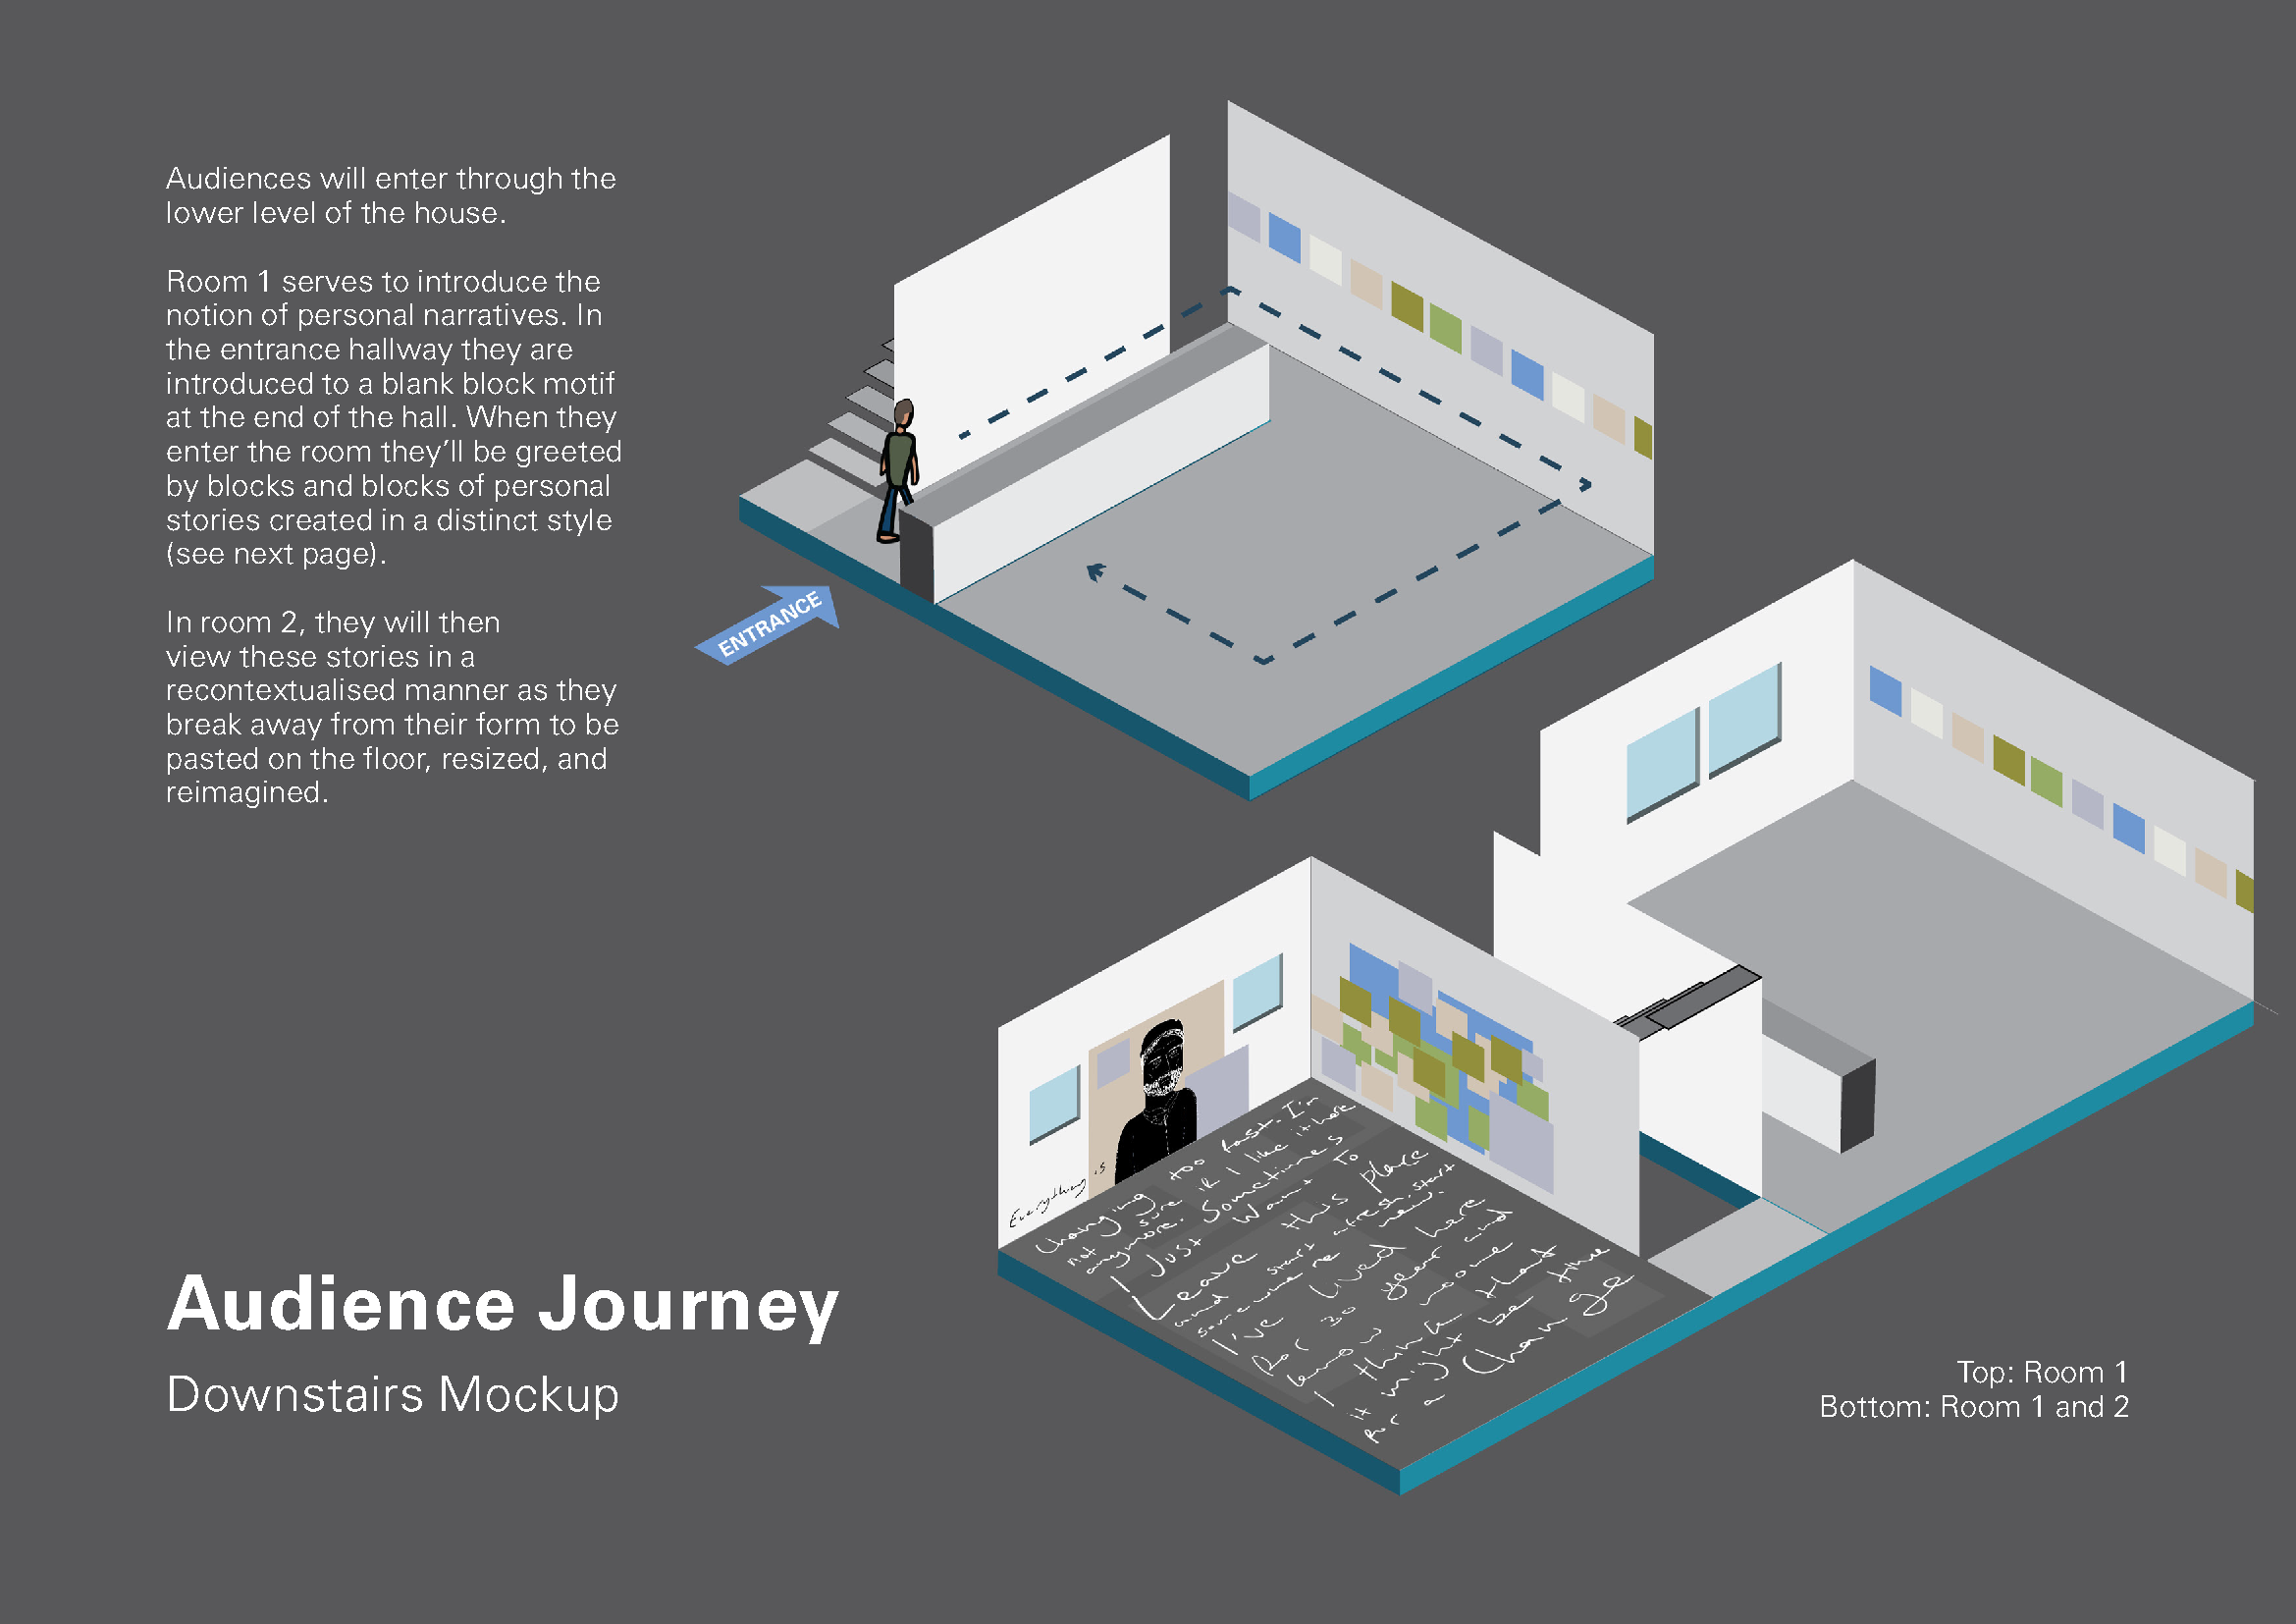 Audiences will enter through the
lower level of the house.
Room 1 serves to introduce the
notion of personal narratives. In
the entrance hallway they are
introduced to a blank block motif
at the end of the hall. When they
enter the room they’ll be greeted
by blocks and blocks of personal
stories created in a distinct style
(see next page).
In room 2, they will then
view these stories in a
recontextualised manner as they
break away from their form to be
pasted on the floor, resized, and
reimagined.
ENTRANCE
Everything is
changing too fast. I'm
not sure if I like it here
anymore. Sometimes
I Just want To
Leave this place
and start afresh, start
somewhere new.
I've lived here
for 30 years and
I think that
it might be time
for a change
Audience Journey
Downstairs Mockup
Top: Room 1
Bottom: Room 1 and 2